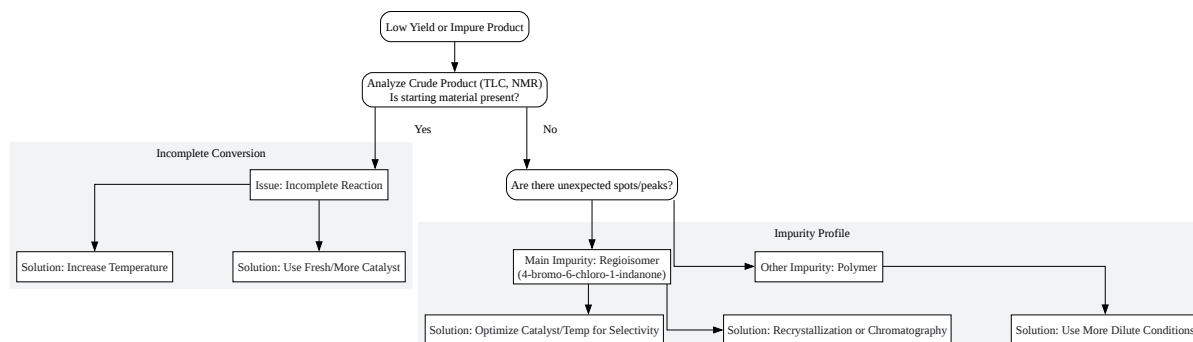 Low Yield or Impure Product
Analyze Crude Product (TLC, NMR)
Is starting material present?
Yes
No
Incomplete Conversion
Issue: Incomplete Reaction
Are there unexpected spots/peaks?
Impurity Profile
Solution: Increase Temperature
Solution: Use Fresh/More Catalyst
Main Impurity: Regioisomer
(4-bromo-6-chloro-1-indanone)
Other Impurity: Polymer
Solution: Optimize Catalyst/Temp for Selectivity
Solution: Recrystallization or Chromatography
Solution: Use More Dilute Conditions